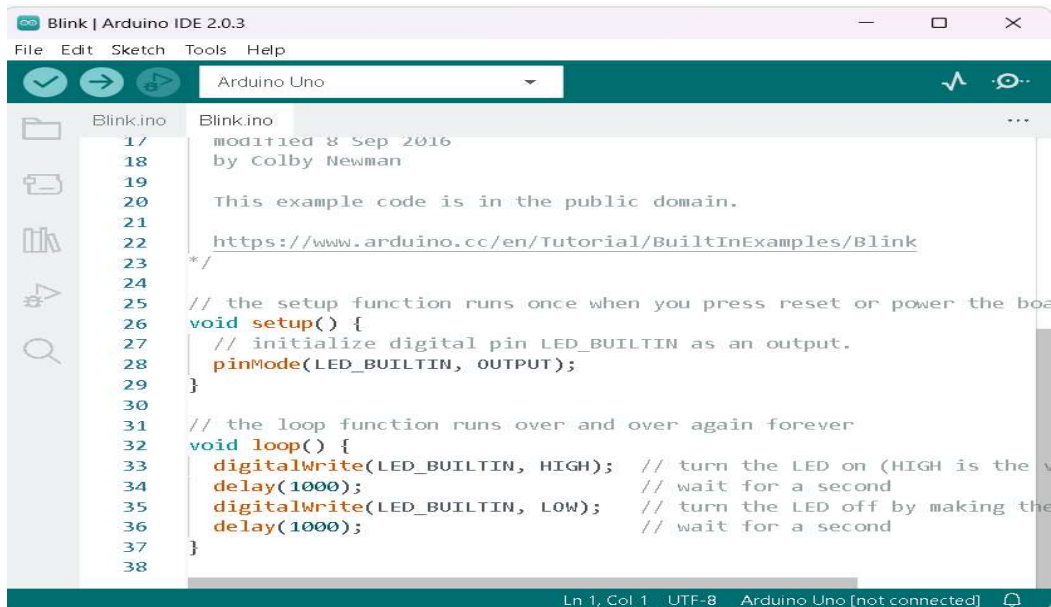 Blink | Arduino IDE 2.0.3
File Edit Sketch Tools Help
Arduino Uno
Blink.ino Blink.ino ...
17 modified 8 Sep 2016
18 by Colby Newman
19
20 This example code is in the public domain.
21
22 https://www.arduino.cc/en/Tutorial/BuiltInExamples/Blink
23 */
24
25 // the setup function runs once when you press reset or power the boa
26 void setup() {
27 // initialize digital pin LED_BUILTIN as an output.
28 pinMode(LED_BUILTIN, OUTPUT);
29 }
30
31 // the loop function runs over and over again forever
32 void loop() {
33 digitalWrite(LED_BUILTIN, HIGH); // turn the LED on (HIGH is the v
34 delay(1000); // wait for a second
35 digitalWrite(LED_BUILTIN, LOW); // turn the LED off by making the
36 delay(1000); // wait for a second
37 }
38
Ln 1, Col 1 UTF-8 Arduino Uno [not connected]